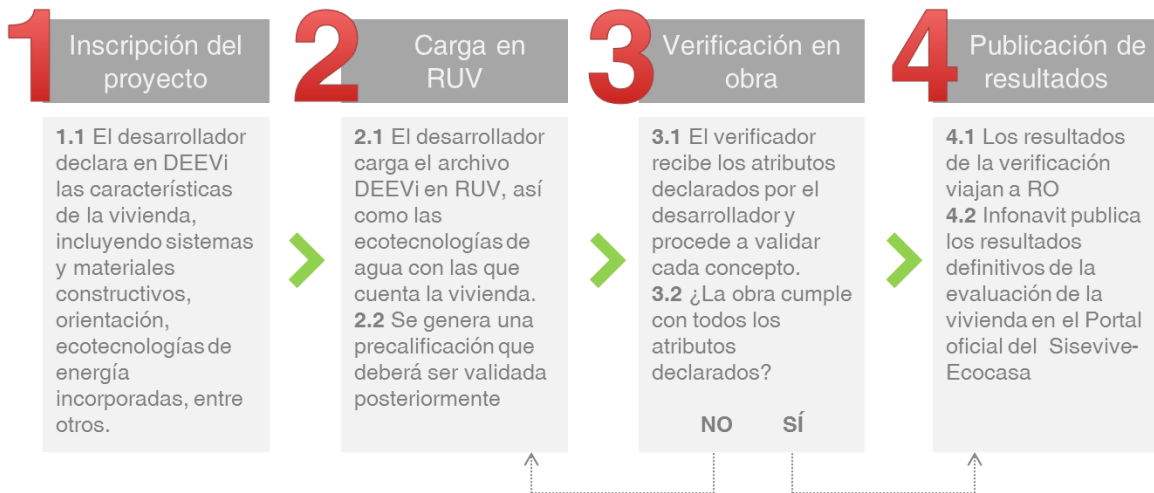 1
Inscripción del
proyecto
1.1 El desarrollador
declara en DEEVi
las características
de la vivienda,
incluyendo sistemas
y materiales
constructivos,
orientación,
ecotecnologías de
energía
incorporadas, entre
otros.
2
Carga en
RUV
2.1 El desarrollador
carga el archivo
DEEVi en RUV, así
como las
ecotecnologías de
agua con las que
cuenta la vivienda.
2.2 Se genera una
precalificación que
deberá ser validada
posteriormente
3
Verificación en
obra
3.1 El verificador
recibe los atributos
declarados por el
desarrollador y
procede a validar
cada concepto.
3.2 ¿La obra cumple
con todos los
atributos
declarados?
NO SÍ
4
Publicación de
resultados
4.1 Los resultados
de la verificación
viajan a RO
4.2 Infonavit publica
los resultados
definitivos de la
evaluación de la
vivienda en el Portal
oficial del Sisevive-
Ecocasa